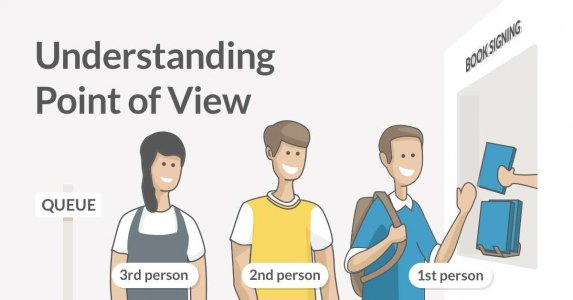 Understanding
Point of View
BOOK SIGNING
QUEUE
3rd person
2nd person
1st person